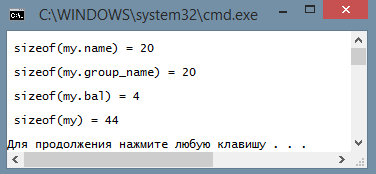 C:\WINDOWS\system32\cmd.exe
sizeof(my.name) = 20
sizeof(my.group_name) = 20
sizeof(my.bal) = 4
sizeof(my) = 44
Для продолжения нажмите любую клавишу . . .